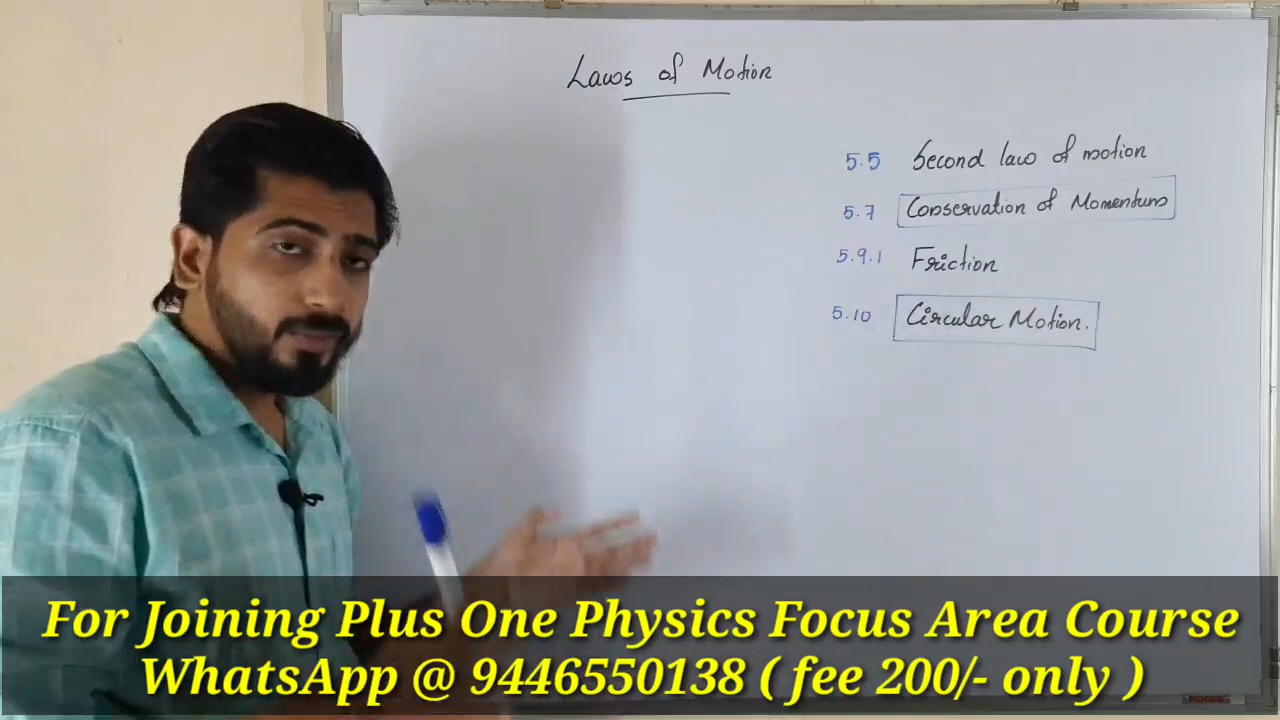 Laws of Motion
5.5 Second law of motion
5.7 Conservation of Momentum
5.9.1 Friction
5.10 Circular Motion.
For Joining Plus One Physics Focus Area Course
WhatsApp @ 9446550138 ( fee 200/- only )
Kores